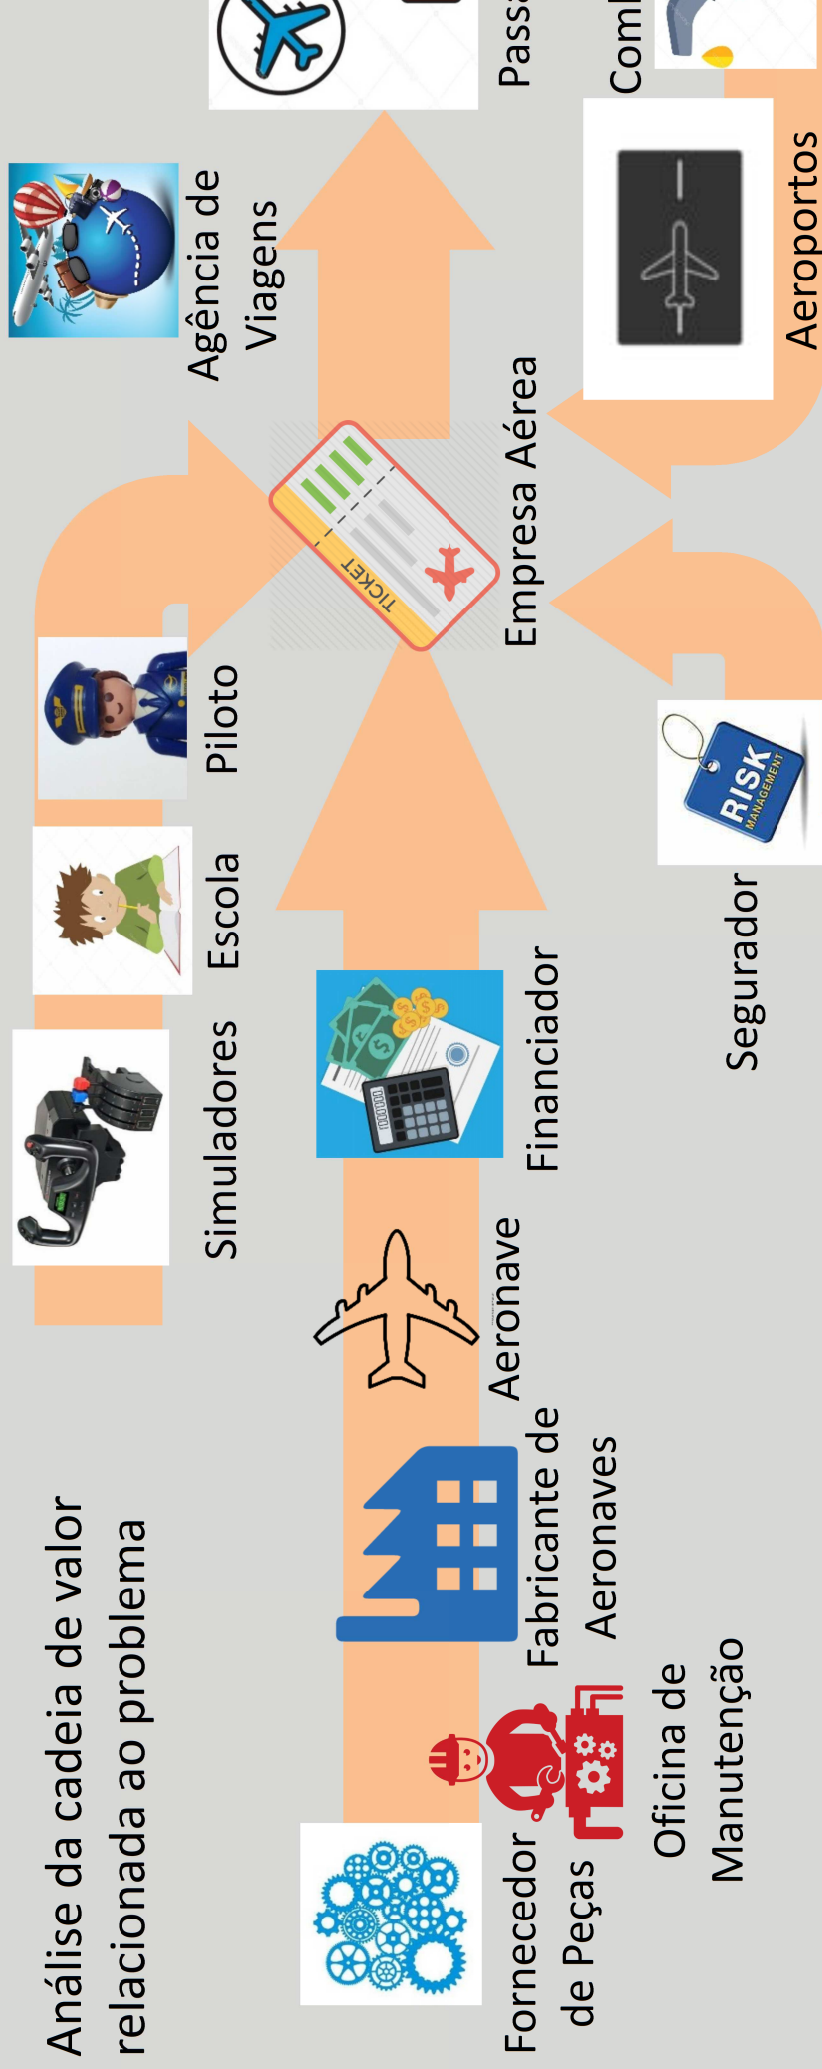 Análise da cadeia de valor
relacionada ao problema
Simuladores
Escola
Piloto
Agência de
Viagens
Fornecedor
de Peças
Oficina de
Manutenção
Fabricante de
Aeronaves
Aeronave
Financiador
TICKET
Empresa Aérea
Segurador
RISK
MANAGEMENT
Aeroportos